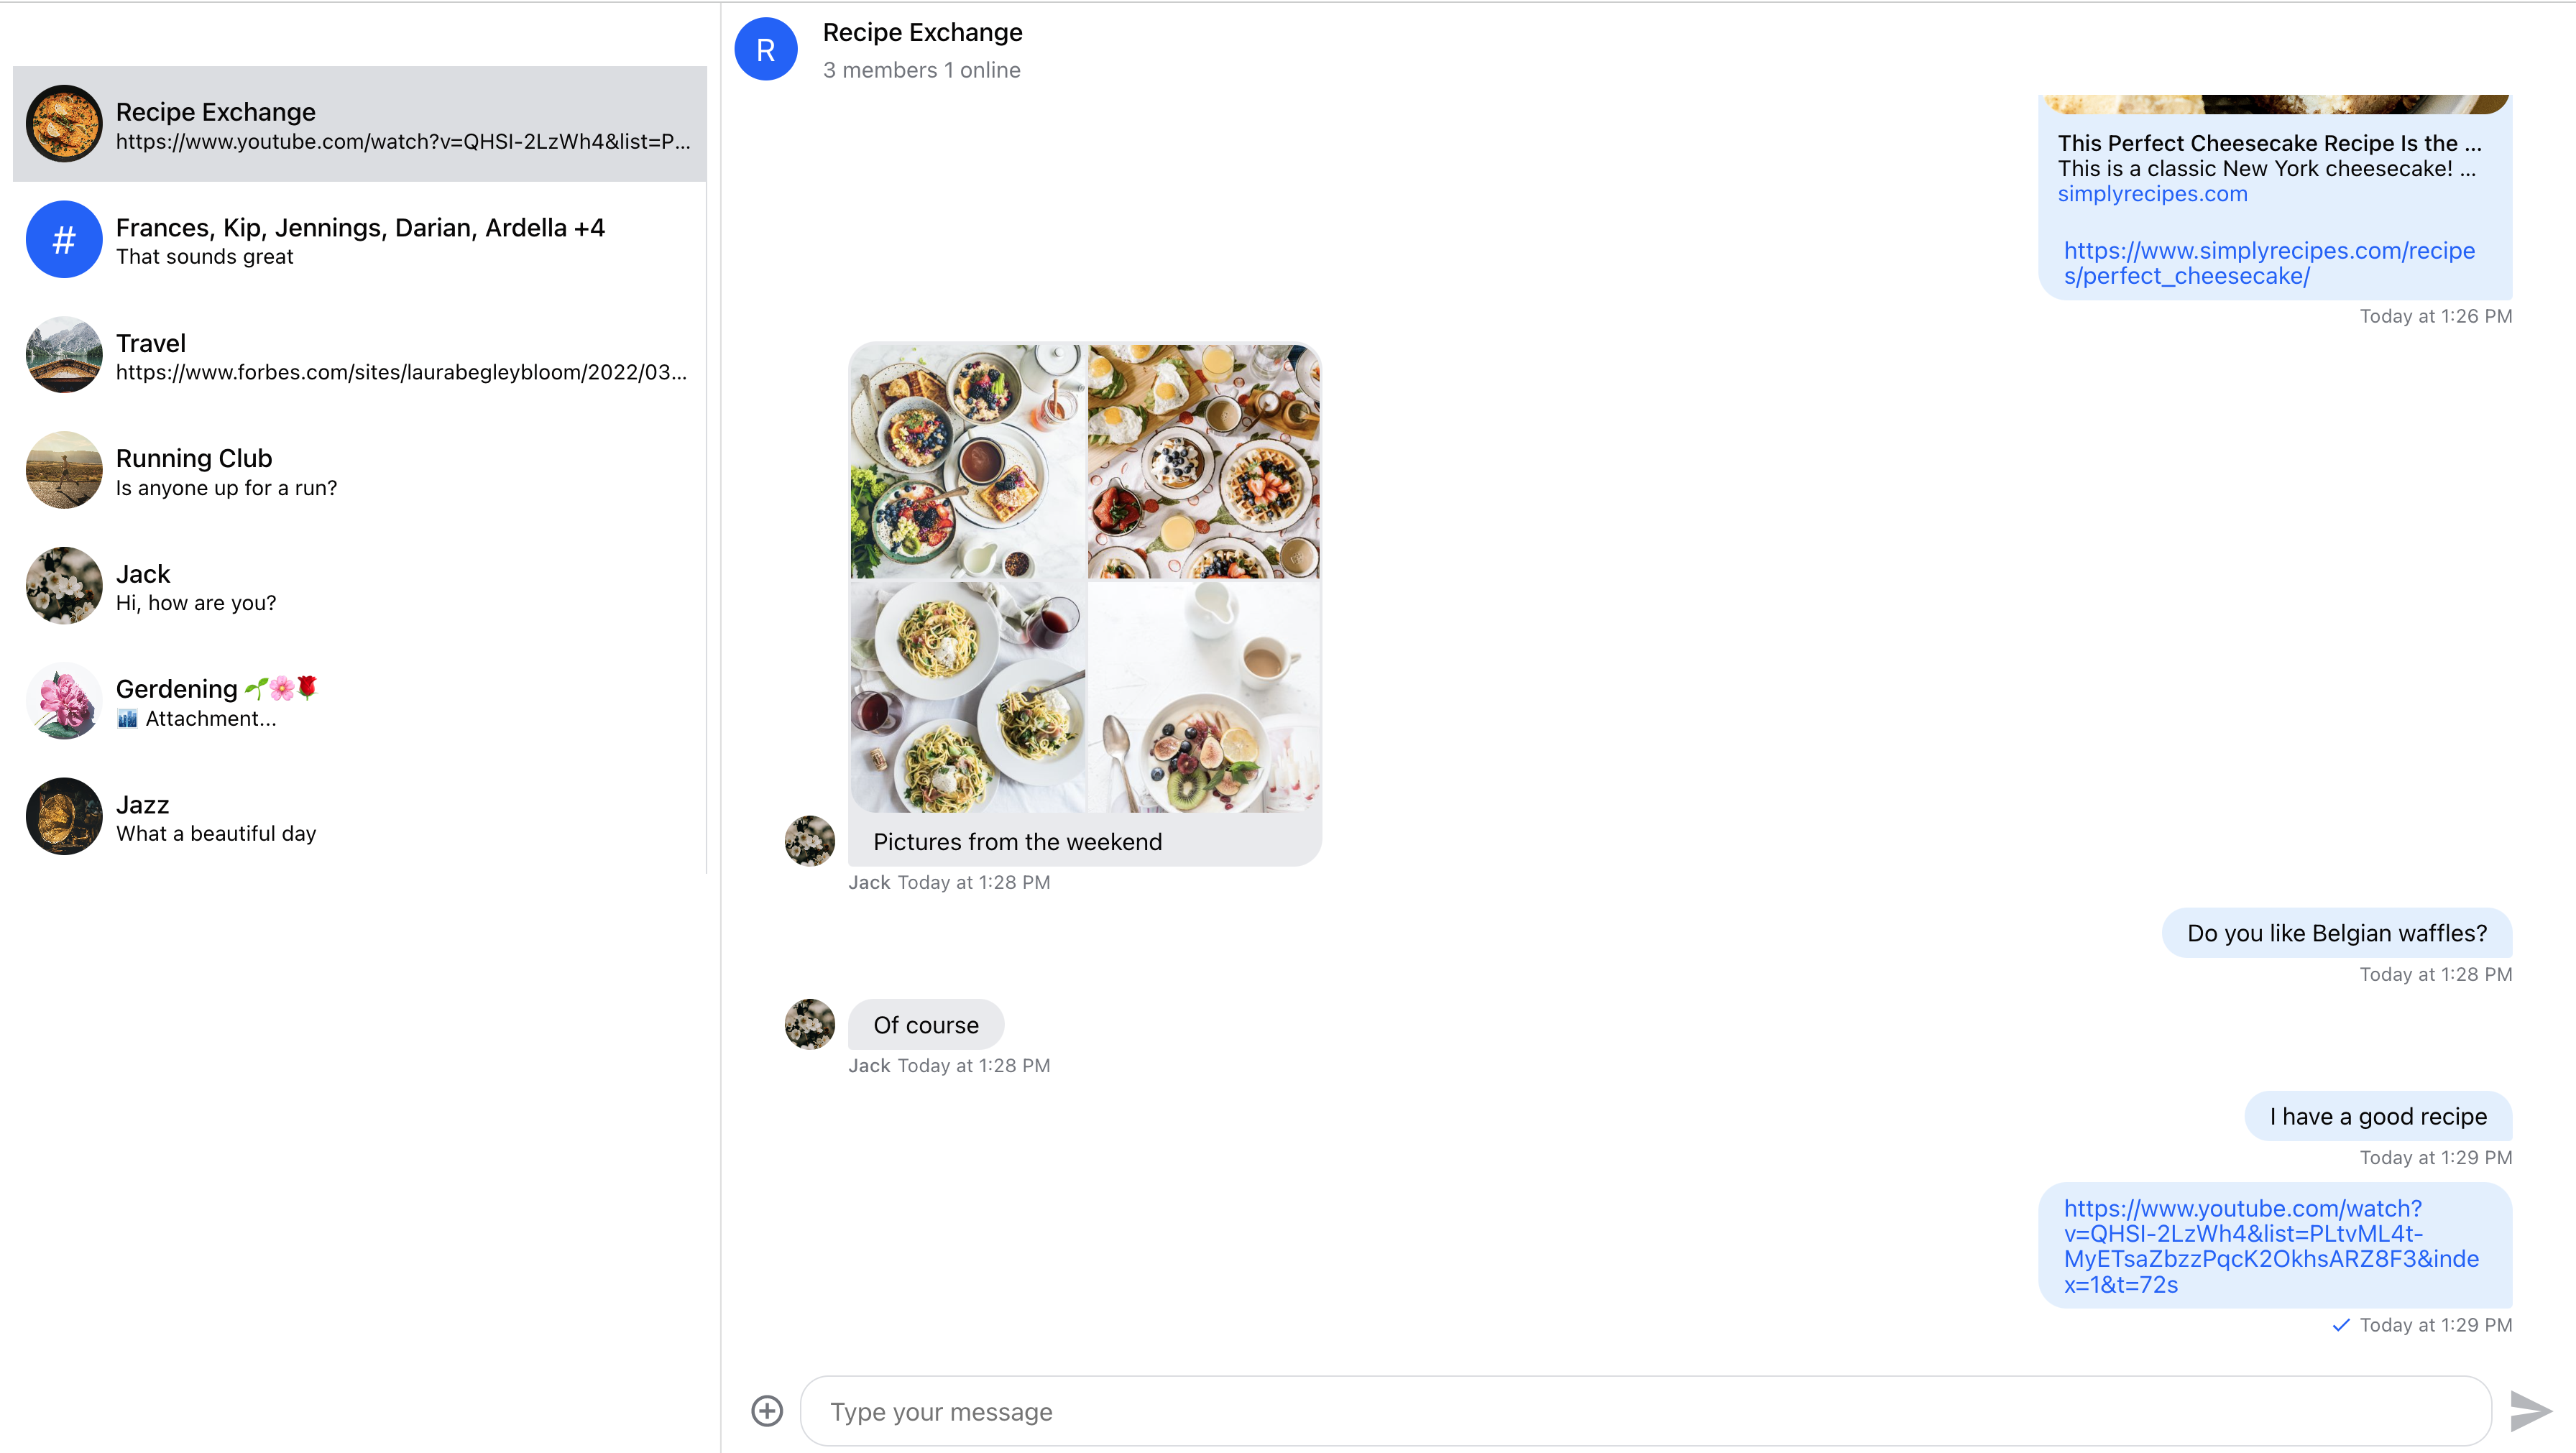 Recipe Exchange
https://www.youtube.com/watch?v=QHSI-2LzWh4&list=P...
#
Frances, Kip, Jennings, Darian, Ardella +4
That sounds great
Travel
https://www.forbes.com/sites/laurabegleybloom/2022/03...
Running Club
Is anyone up for a run?
Jack
Hi, how are you?
Gerdening 🌱🌸🌹
🏙️ Attachment...
Jazz
What a beautiful day
R
Recipe Exchange
3 members 1 online
This Perfect Cheesecake Recipe Is the ...
This is a classic New York cheesecake! ...
simplyrecipes.com
https://www.simplyrecipes.com/recipe
s/perfect_cheesecake/
Today at 1:26 PM
Pictures from the weekend
Jack Today at 1:28 PM
Do you like Belgian waffles?
Today at 1:28 PM
Of course
Jack Today at 1:28 PM
I have a good recipe
Today at 1:29 PM
https://www.youtube.com/watch?
v=QHSI-2LzWh4&list=PLtvML4t-
MyETsaZbzzPqcK2OkhsARZ8F3&inde
x=1&t=72s
Today at 1:29 PM
Type your message